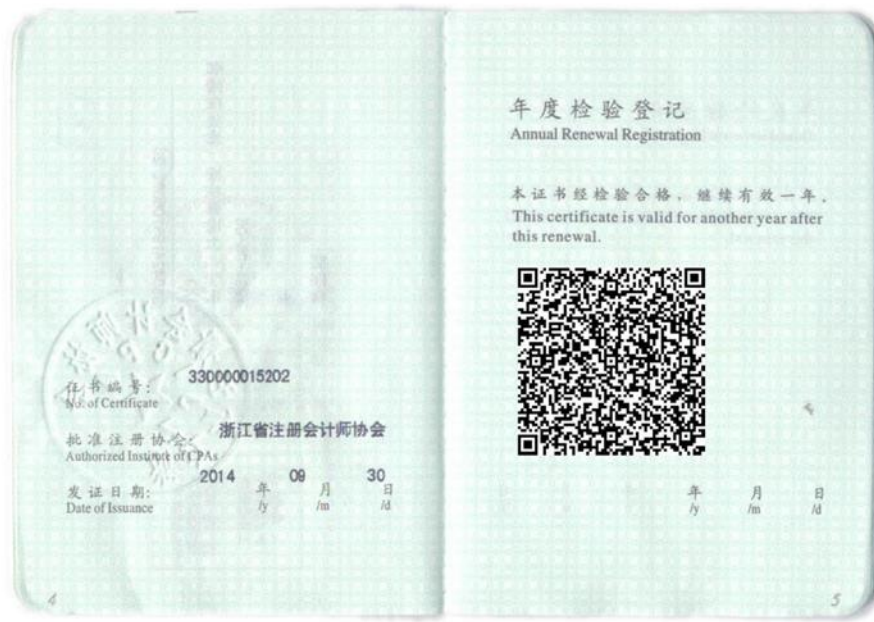 证书编号: 330000015202
No. of Certificate
批准注册协会: 浙江省注册会计师协会
Authorized Institute of CPAs
发证日期: 2014 年 09 月 30 日
Date of Issuance /y /m /d
4
年度检验登记
Annual Renewal Registration
本证书经检验合格，继续有效一年。
This certificate is valid for another year after
this renewal.
年 月 日
/y /m /d
5